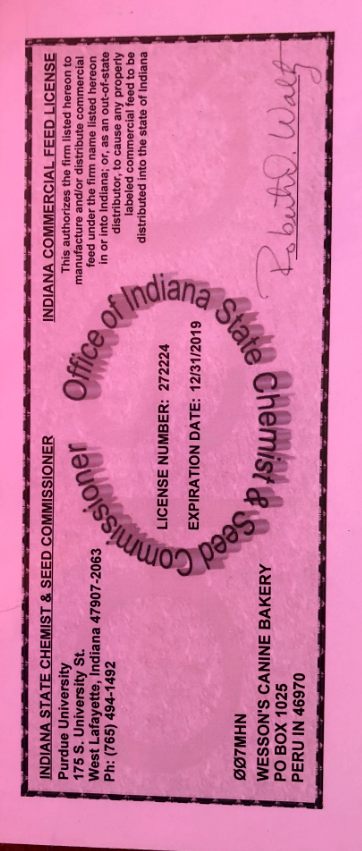 INDIANA STATE CHEMIST & SEED COMMISSIONER
Purdue University
175 S. University St.
West Lafayette, Indiana 47907-2063
Ph: (765) 494-1492
INDIANA COMMERCIAL FEED LICENSE
This authorizes the firm listed hereon to
manufacture and/or distribute commercial
feed under the firm name listed hereon
in or into Indiana; or, as an out-of-state
distributor, to cause any properly
labeled commercial feed to be
distributed into the state of Indiana
Office of Indiana State Chemist & Seed Commissioner
LICENSE NUMBER: 272224
EXPIRATION DATE: 12/31/2019
ØØ7MHN
WESSON'S CANINE BAKERY
PO BOX 1025
PERU IN 46970
Robert D. Waltz